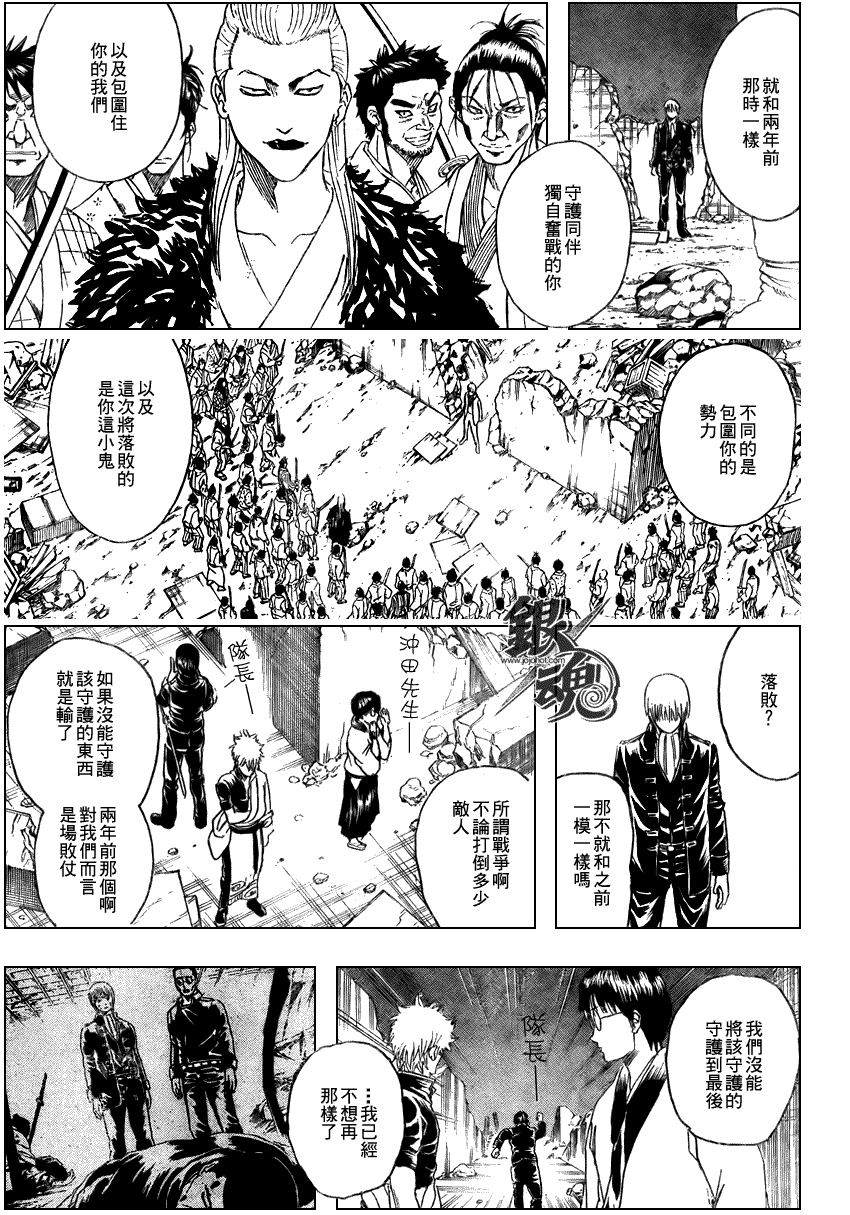 就和兩年前
那時一樣
守護同伴
獨自奮戰的你
以及包圍住
你的我們
不同的是
包圍你的
勢力
以及
這次將落敗的
是你這小鬼
銀魂
www.jojohot.com
落敗?
那不就和之前
一模一樣嗎
沖田先生—
隊長—
所謂戰爭啊
不論打倒多少
敵人
如果沒能守護
該守護的東西
就是輸了
兩年前那個啊
對我們而言
是場敗仗
我們沒能
將該守護的
守護到最後
隊長—
…我已經
不想再
那樣了